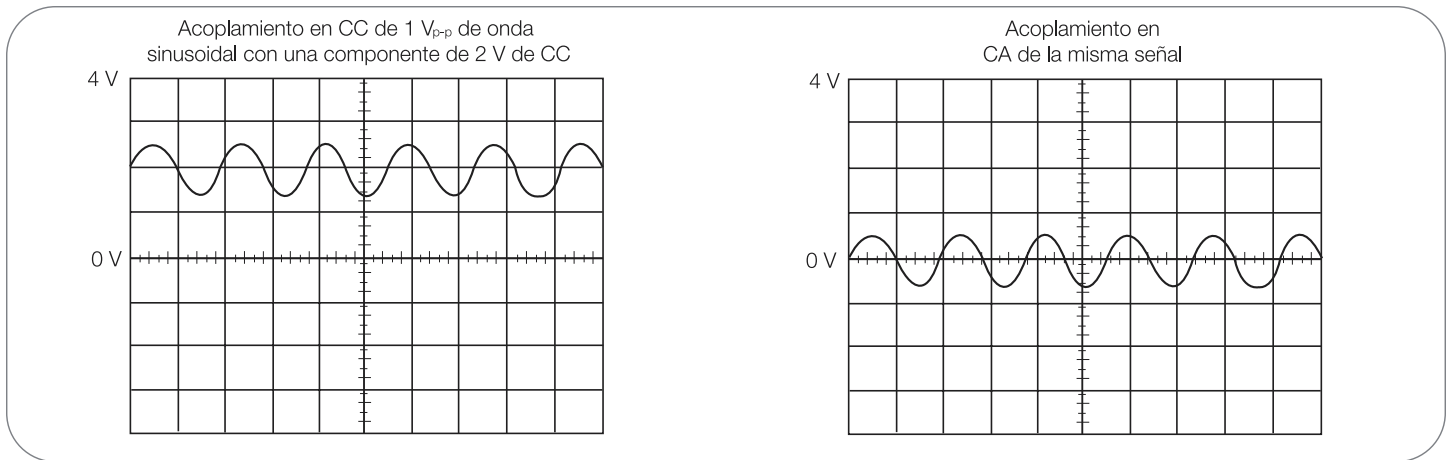 Acoplamiento en CC de 1 Vp-p de onda
sinusoidal con una componente de 2 V de CC
4 V
0 V
Acoplamiento en
CA de la misma señal
4 V
0 V